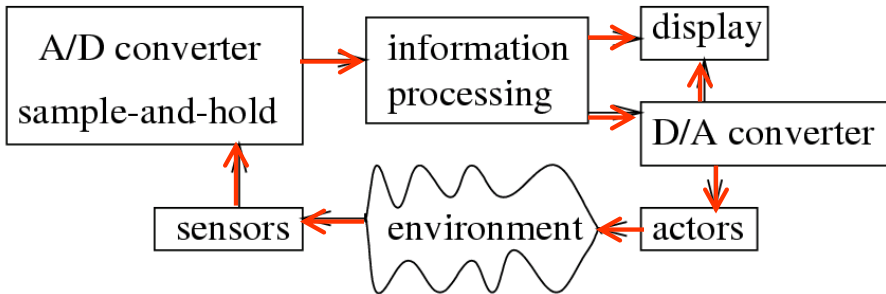 A/D converter
sample-and-hold
information
processing
display
D/A converter
sensors
environment
actors